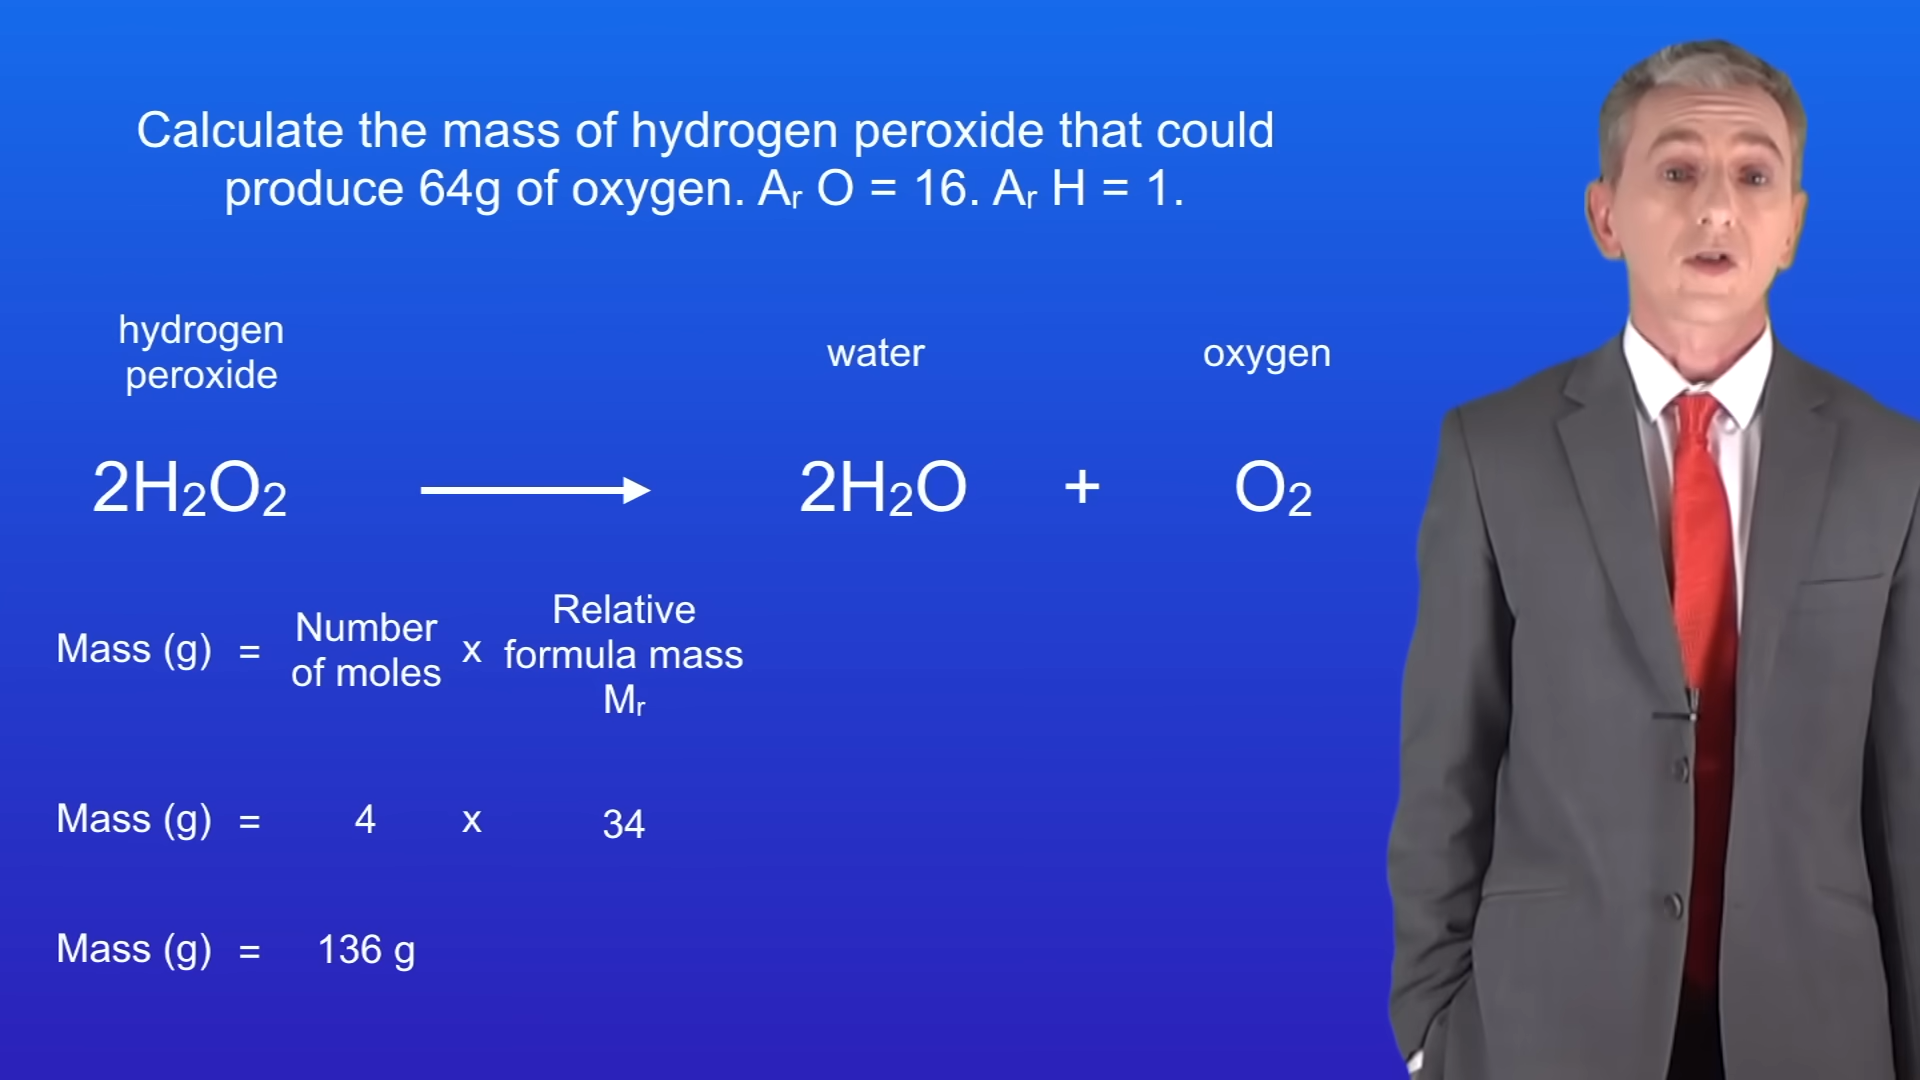 Calculate the mass of hydrogen peroxide that could
produce 64g of oxygen. Ar O = 16. Ar H = 1.
hydrogen
peroxide
water
oxygen
2H2O2 → 2H2O + O2
Mass (g) = Number
of moles x Relative
formula mass
Mr
Mass (g) = 4 x 34
Mass (g) = 136 g